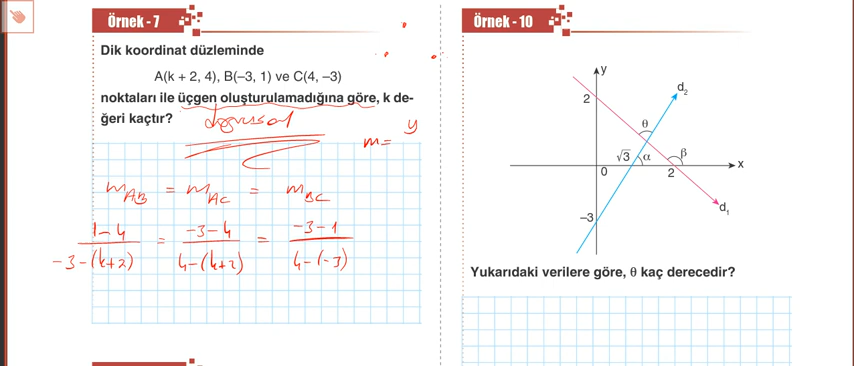 Örnek - 7
Dik koordinat düzleminde
A(k + 2, 4), B(–3, 1) ve C(4, –3)
noktaları ile üçgen oluşturulamadığına göre, k de-
ğeri kaçtır?
doğrusal
m = y
m_AB = m_AC = m_BC
1-4 / -3-(k+2) = -3-4 / 4-(k+2) = -3-1 / 4-(-3)
Örnek - 10
y
d₂
2
θ
√3
α
β
x
0
2
–3
d₁
Yukarıdaki verilere göre, θ kaç derecedir?